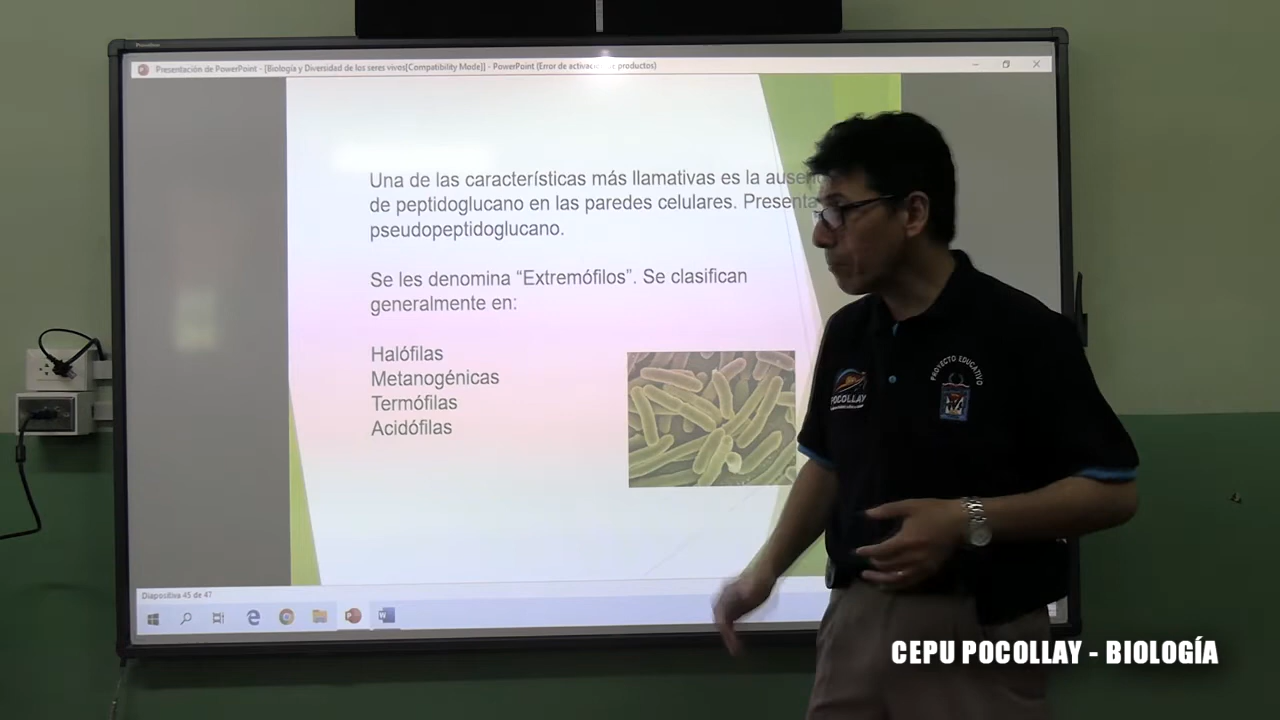 Presentación de PowerPoint - [Biología y Diversidad de los seres vivos[Compatibility Mode]] - PowerPoint (Error de activación de productos)
Una de las características más llamativas es la
de peptidoglucano en las paredes celulares. Presenta
pseudopeptidoglucano.
Se les denomina “Extremófilos”. Se clasifican
generalmente en:
Halófilas
Metanogénicas
Termófilas
Acidófilas
Diapositiva 45 de 47
POCOLLAY
PROYECTO EDUCATIVO
CEPU POCOLLAY - BIOLOGÍA